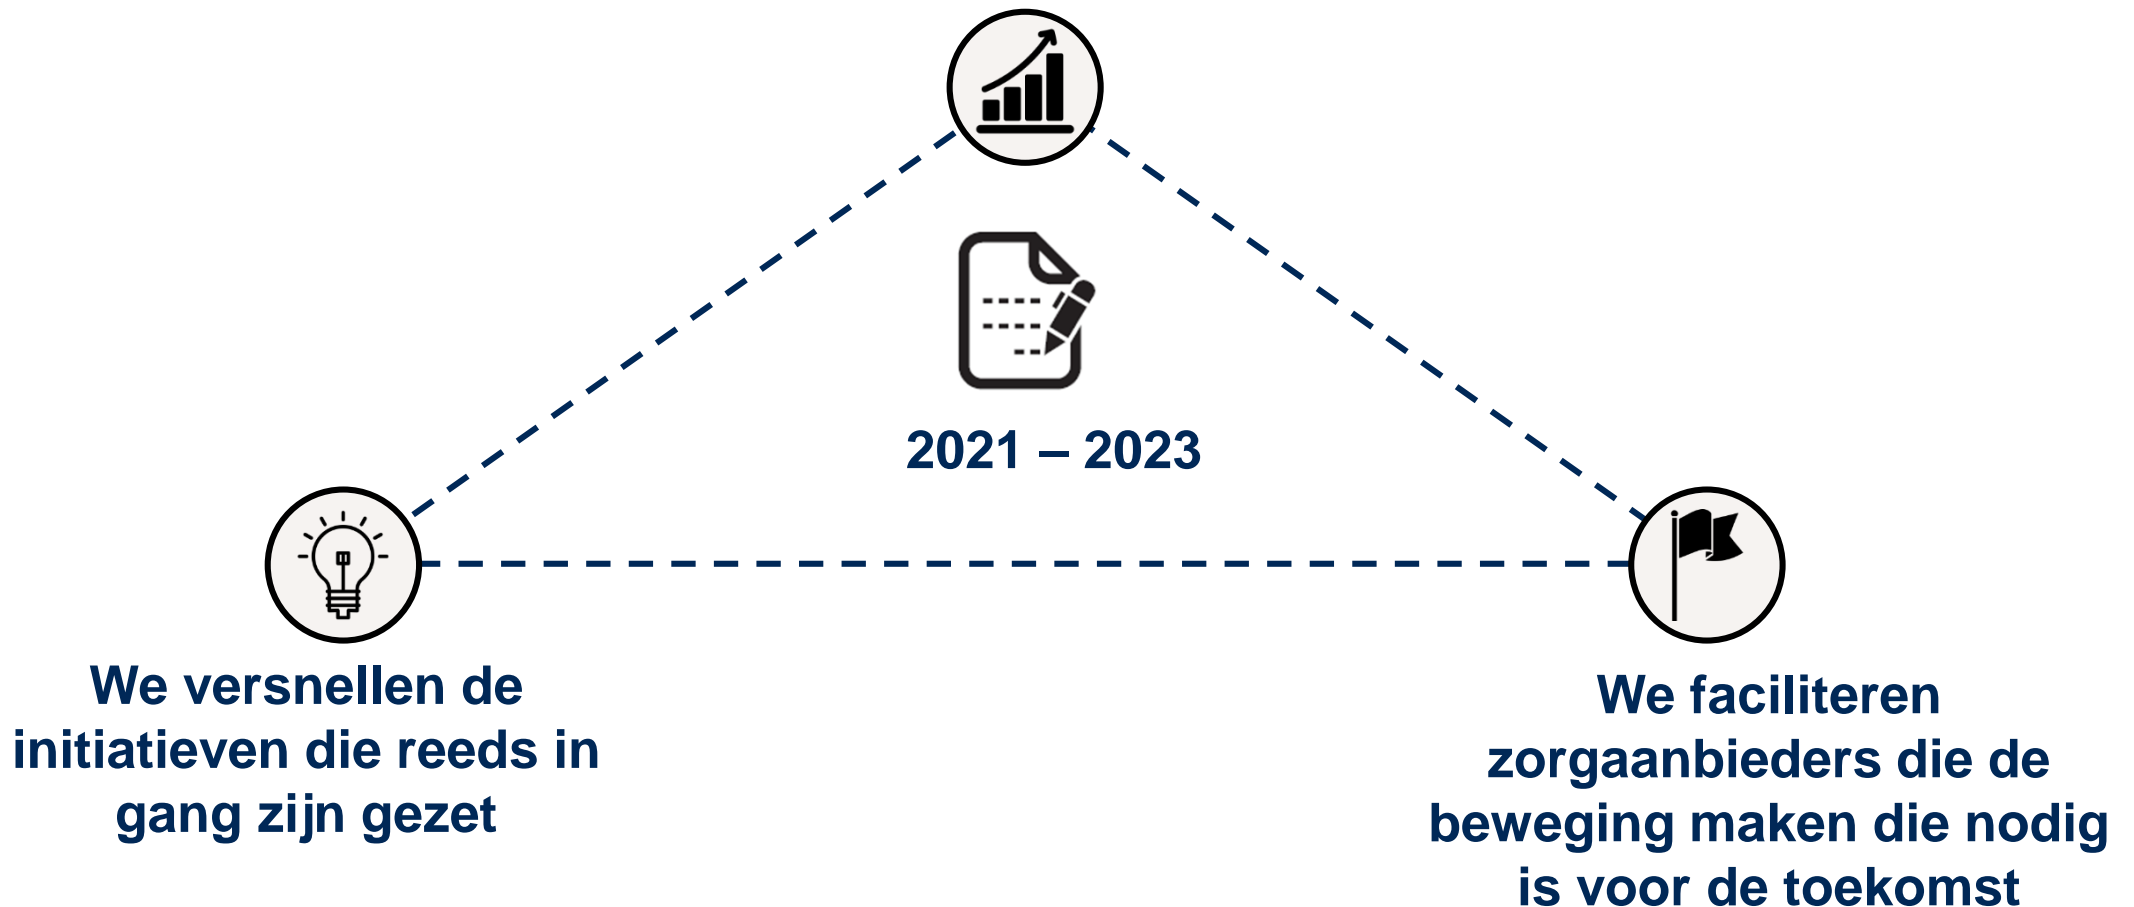 2021 – 2023
We versnellen de
initiatieven die reeds in
gang zijn gezet
We faciliteren
zorgaanbieders die de
beweging maken die nodig
is voor de toekomst